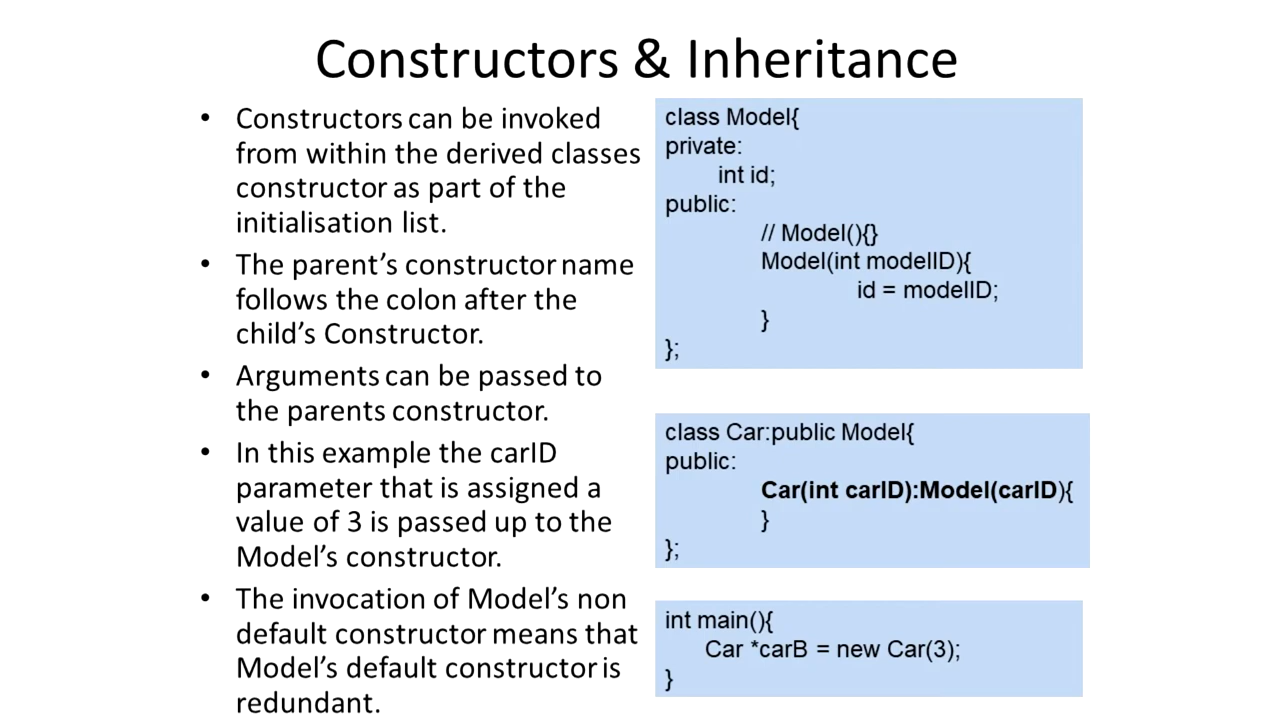 Constructors & Inheritance
• Constructors can be invoked
from within the derived classes
constructor as part of the
initialisation list.
• The parent’s constructor name
follows the colon after the
child’s Constructor.
• Arguments can be passed to
the parents constructor.
• In this example the carID
parameter that is assigned a
value of 3 is passed up to the
Model’s constructor.
• The invocation of Model’s non
default constructor means that
Model’s default constructor is
redundant.
class Model{
private:
int id;
public:
// Model(){}
Model(int modelID){
id = modelID;
}
};
class Car:public Model{
public:
Car(int carID):Model(carID){
}
};
int main(){
Car *carB = new Car(3);
}